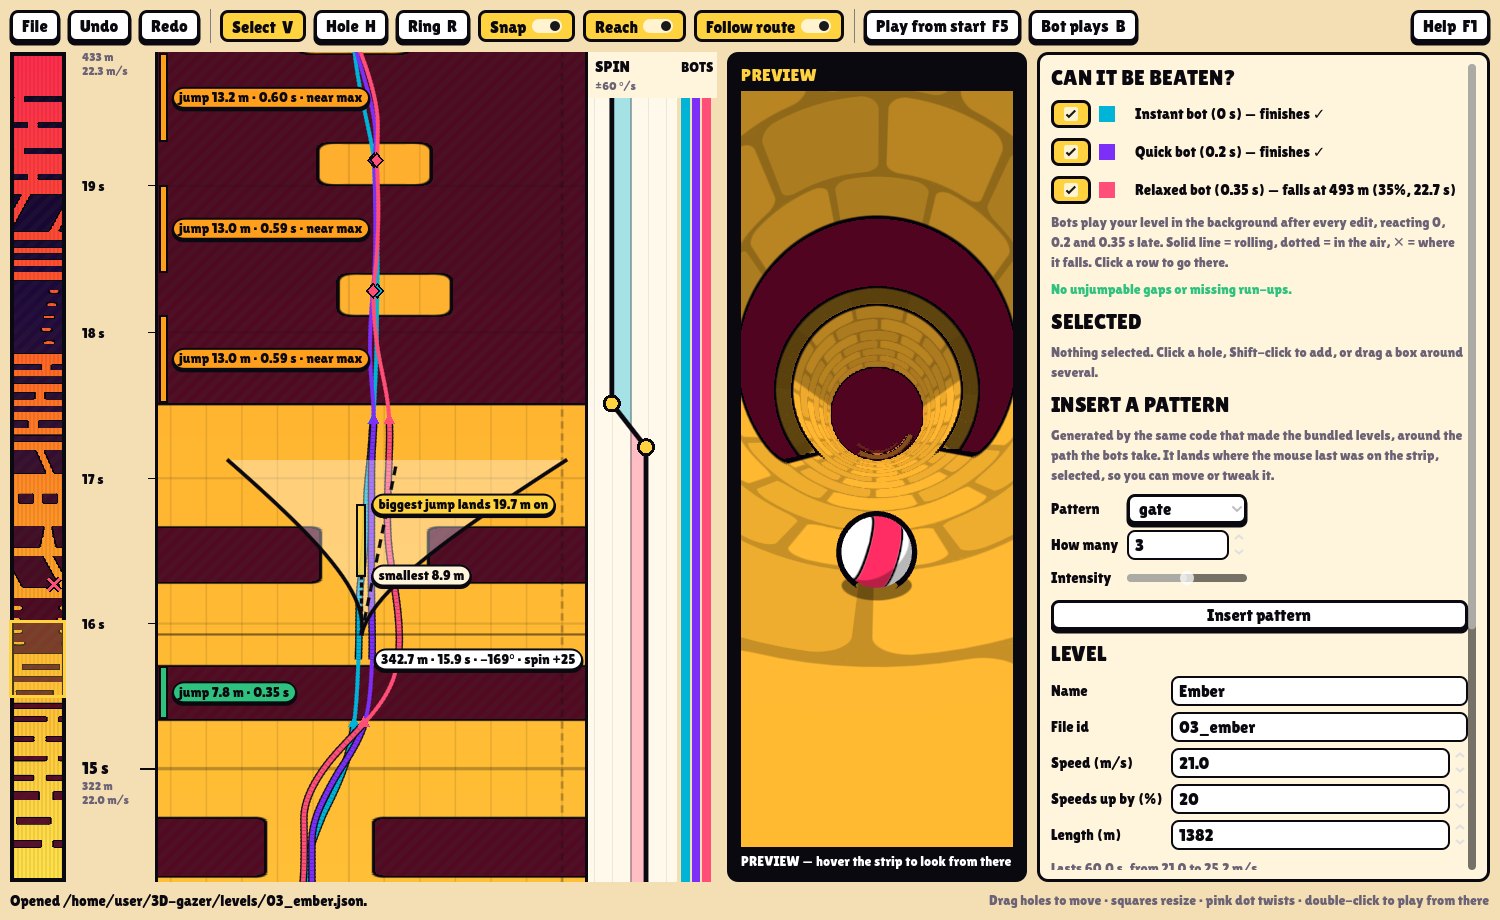 File Undo Redo Select V Hole H Ring R Snap Reach Follow route Play from start F5 Bot plays B Help F1
433 m
22.3 m/s
jump 13.2 m · 0.60 s · near max
19 s
jump 13.0 m · 0.59 s · near max
18 s
jump 13.0 m · 0.59 s · near max
17 s
biggest jump lands 19.7 m on
smallest 8.9 m
16 s
342.7 m · 15.9 s · −169° · spin +25
jump 7.8 m · 0.35 s
15 s
322 m
22.0 m/s
SPIN BOTS
±60 °/s
PREVIEW
PREVIEW — hover the strip to look from there
CAN IT BE BEATEN?
Instant bot (0 s) — finishes ✓
Quick bot (0.2 s) — finishes ✓
Relaxed bot (0.35 s) — falls at 493 m (35%, 22.7 s)
Bots play your level in the background after every edit, reacting 0,
0.2 and 0.35 s late. Solid line = rolling, dotted = in the air, × = where
it falls. Click a row to go there.
No unjumpable gaps or missing run-ups.
SELECTED
Nothing selected. Click a hole, Shift-click to add, or drag a box around
several.
INSERT A PATTERN
Generated by the same code that made the bundled levels, around the
path the bots take. It lands where the mouse last was on the strip,
selected, so you can move or tweak it.
Pattern gate
How many 3
Intensity
Insert pattern
LEVEL
Name Ember
File id 03_ember
Speed (m/s) 21.0
Speeds up by (%) 20
Length (m) 1382
Lasts 60.0 s, from 21.0 to 25.2 m/s
Opened /home/user/3D-gazer/levels/03_ember.json.
Drag holes to move · squares resize · pink dot twists · double-click to play from there